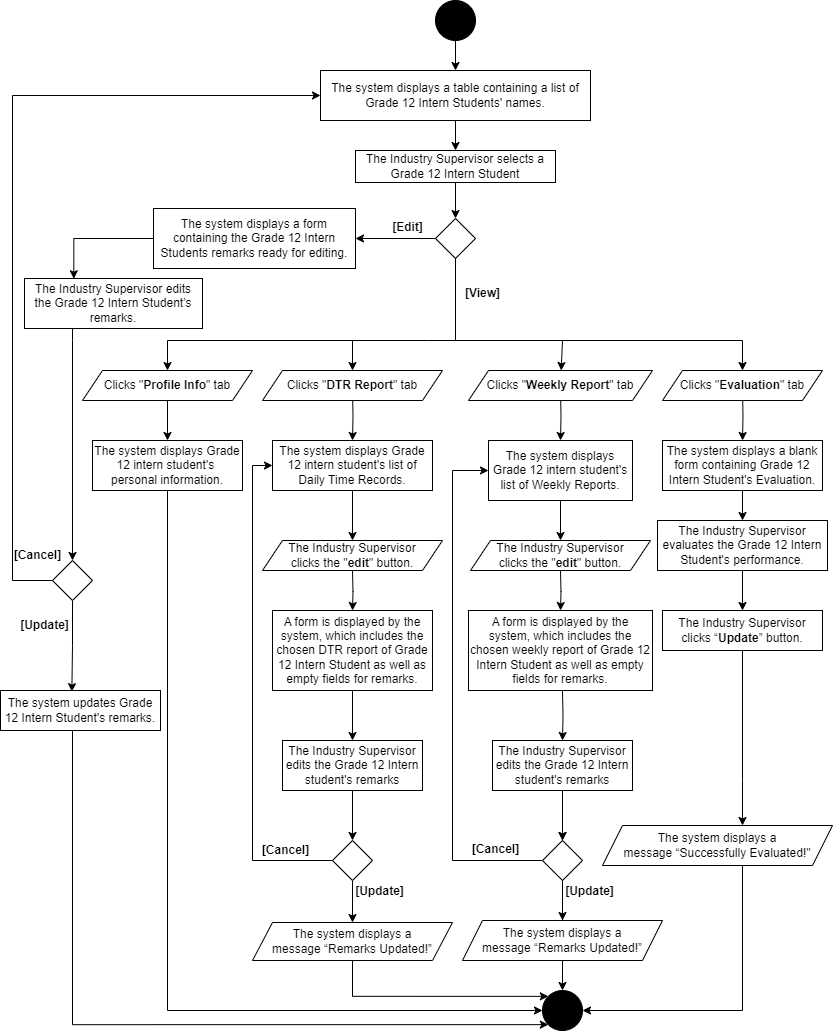 The system displays a table containing a list of
Grade 12 Intern Students' names.
The Industry Supervisor selects a
Grade 12 Intern Student
[Edit]
The system displays a form
containing the Grade 12 Intern
Students remarks ready for editing.
The Industry Supervisor edits
the Grade 12 Intern Student's
remarks.
[View]
Clicks "Profile Info" tab
Clicks "DTR Report" tab
Clicks "Weekly Report" tab
Clicks "Evaluation" tab
The system displays Grade
12 intern student's
personal information.
The system displays Grade
12 intern student's list of
Daily Time Records.
The system displays
Grade 12 intern student's
list of Weekly Reports.
The system displays a blank
form containing Grade 12
Intern Student's Evaluation.
The Industry Supervisor
evaluates the Grade 12 Intern
Student's performance.
[Cancel]
The Industry Supervisor
clicks the "edit" button.
The Industry Supervisor
clicks the "edit" button.
[Update]
A form is displayed by the
system, which includes the
chosen DTR report of Grade
12 Intern Student as well as
empty fields for remarks.
A form is displayed by the
system, which includes the
chosen weekly report of Grade 12
Intern Student as well as empty
fields for remarks.
The Industry Supervisor
clicks “Update” button.
The system updates Grade
12 Intern Student's remarks.
The Industry Supervisor
edits the Grade 12 Intern
student's remarks
The Industry Supervisor
edits the Grade 12 Intern
student's remarks
[Cancel]
[Cancel]
The system displays a
message “Successfully Evaluated!”
[Update]
[Update]
The system displays a
message “Remarks Updated!”
The system displays a
message “Remarks Updated!”